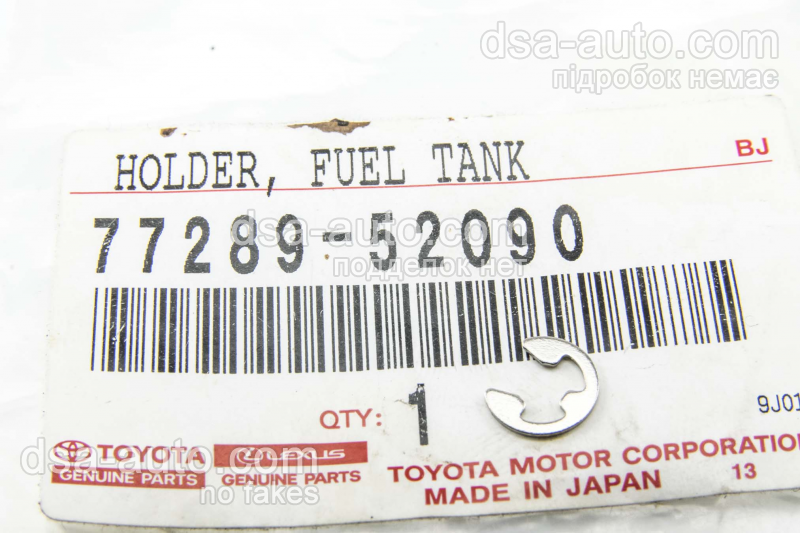 dsa-auto.com
підробок немає
HOLDER, FUEL TANK
BJ
77289-52090
dsa-auto.com
подделок нет
QTY: 1
9J01
TOYOTA
GENUINE PARTS
LEXUS
GENUINE PARTS
dsa-auto.com
no fakes
TOYOTA MOTOR CORPORATION
MADE IN JAPAN 13